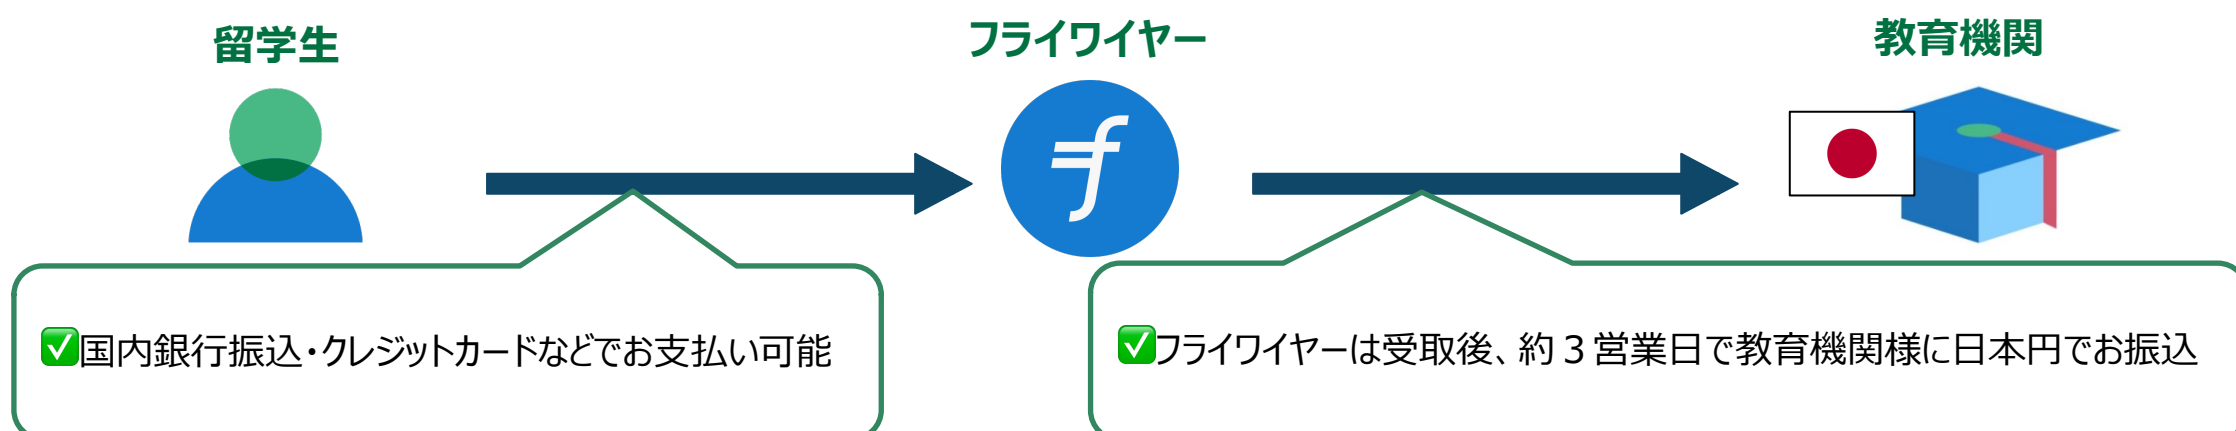 留学生
フライワイヤー
教育機関
✅国内銀行振込・クレジットカードなどでお支払い可能
✅フライワイヤーは受取後、約３営業日で教育機関様に日本円でお振込